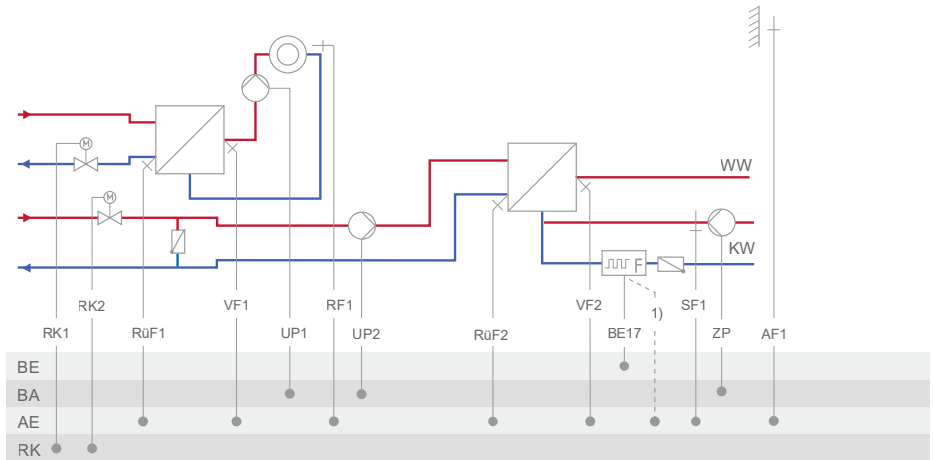 M
M
WW
F
KW
RK1
RK2
RüF1
VF1
UP1
RF1
UP2
RüF2
VF2
BE17
1)
SF1
ZP
AF1
BE
BA
AE
RK